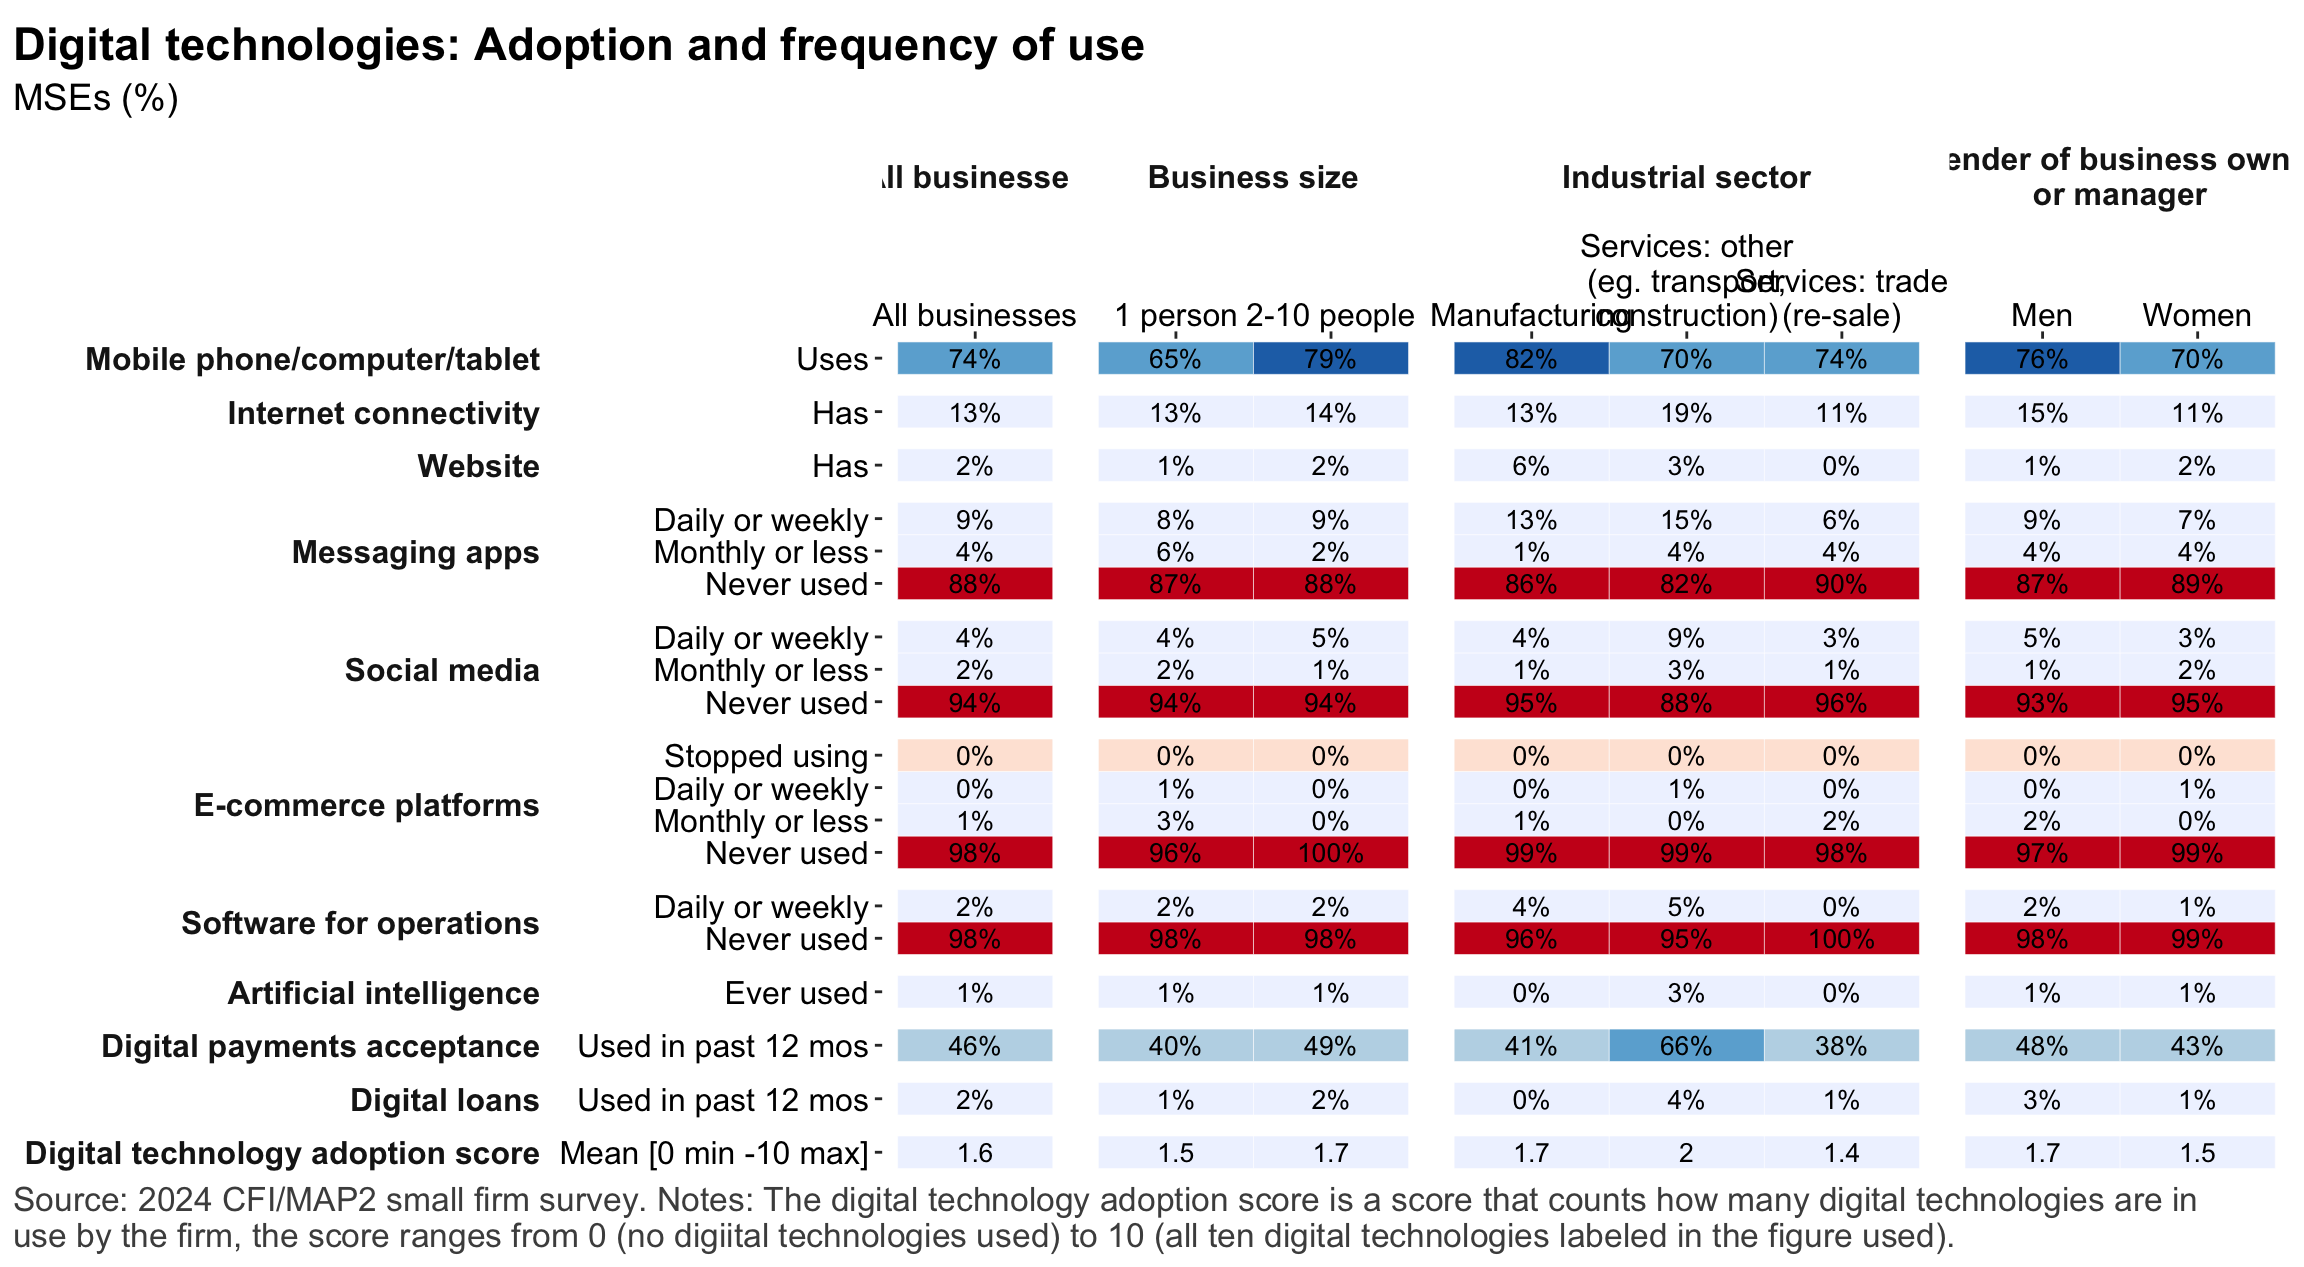 Digital technologies: Adoption and frequency of use
MSEs (%)
ll businesse Business size Industrial sector ender of business own
or manager
Services: other
(eg. transport, Services: trade
All businesses 1 person 2-10 people Manufacturing construction) (re-sale) Men Women
Mobile phone/computer/tablet Uses 74% 65% 79% 82% 70% 74% 76% 70%
Internet connectivity Has 13% 13% 14% 13% 19% 11% 15% 11%
Website Has 2% 1% 2% 6% 3% 0% 1% 2%
Daily or weekly 9% 8% 9% 13% 15% 6% 9% 7%
Messaging apps Monthly or less 4% 6% 2% 1% 4% 4% 4% 4%
Never used 88% 87% 88% 86% 82% 90% 87% 89%
Daily or weekly 4% 4% 5% 4% 9% 3% 5% 3%
Social media Monthly or less 2% 2% 1% 1% 3% 1% 1% 2%
Never used 94% 94% 94% 95% 88% 96% 93% 95%
Stopped using 0% 0% 0% 0% 0% 0% 0% 0%
Daily or weekly 0% 1% 0% 0% 1% 0% 0% 1%
E-commerce platforms
Monthly or less 1% 3% 0% 1% 0% 2% 2% 0%
Never used 98% 96% 100% 99% 99% 98% 97% 99%
Daily or weekly 2% 2% 2% 4% 5% 0% 2% 1%
Software for operations
Never used 98% 98% 98% 96% 95% 100% 98% 99%
Artificial intelligence Ever used 1% 1% 1% 0% 3% 0% 1% 1%
Digital payments acceptance Used in past 12 mos 46% 40% 49% 41% 66% 38% 48% 43%
Digital loans Used in past 12 mos 2% 1% 2% 0% 4% 1% 3% 1%
Digital technology adoption score Mean [0 min -10 max] 1.6 1.5 1.7 1.7 2 1.4 1.7 1.5
Source: 2024 CFI/MAP2 small firm survey. Notes: The digital technology adoption score is a score that counts how many digital technologies are in
use by the firm, the score ranges from 0 (no digiital technologies used) to 10 (all ten digital technologies labeled in the figure used).